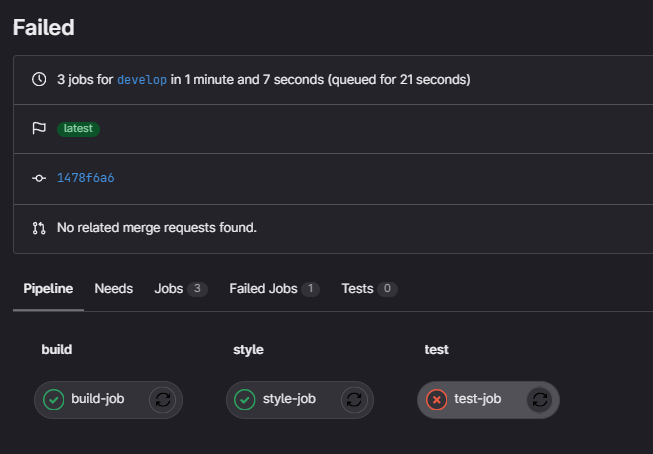 Failed
3 jobs for develop in 1 minute and 7 seconds (queued for 21 seconds)
latest
1478f6a6
No related merge requests found.
Pipeline Needs Jobs 3 Failed Jobs 1 Tests 0
build style test
build-job style-job test-job